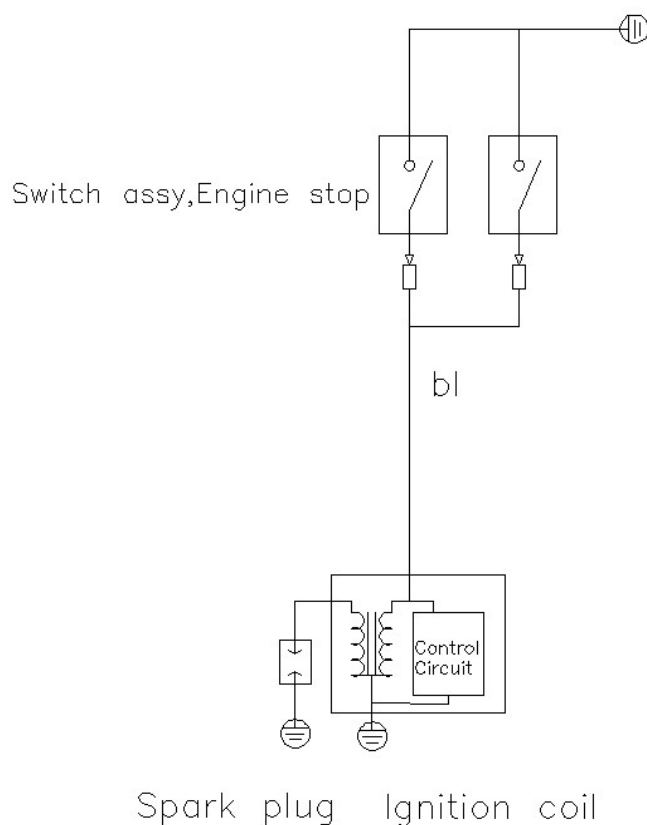 Switch assy,Engine stop
bl
Control
Circuit
Spark plug
Ignition coil